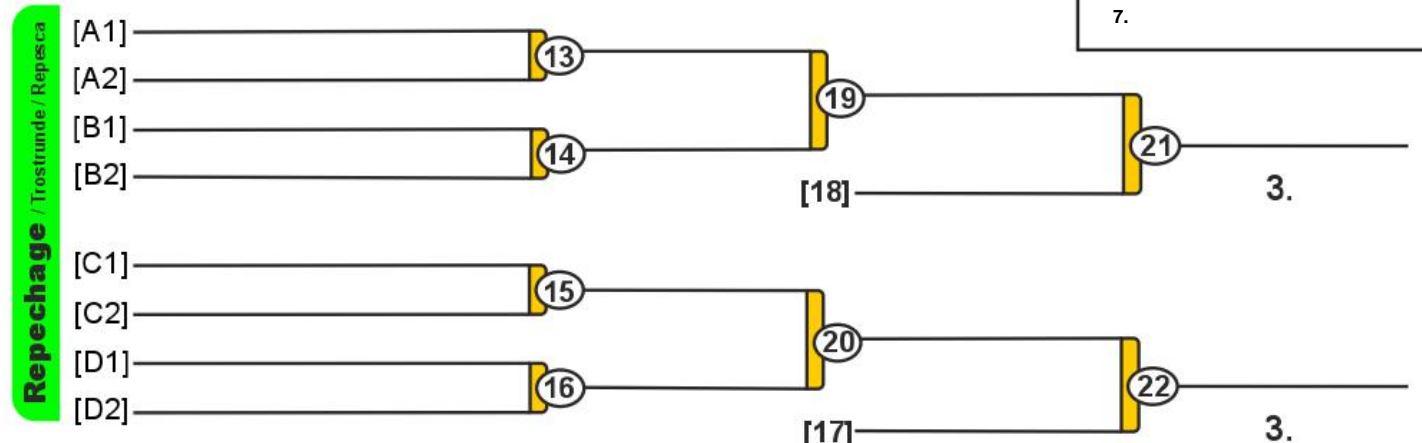 Repechage / Trostrunde / Repesca
7.
[A1]
[A2]
[B1]
[B2]
13
14
19
[18]
21
3.
[C1]
[C2]
[D1]
[D2]
15
16
20
[17]
22
3.